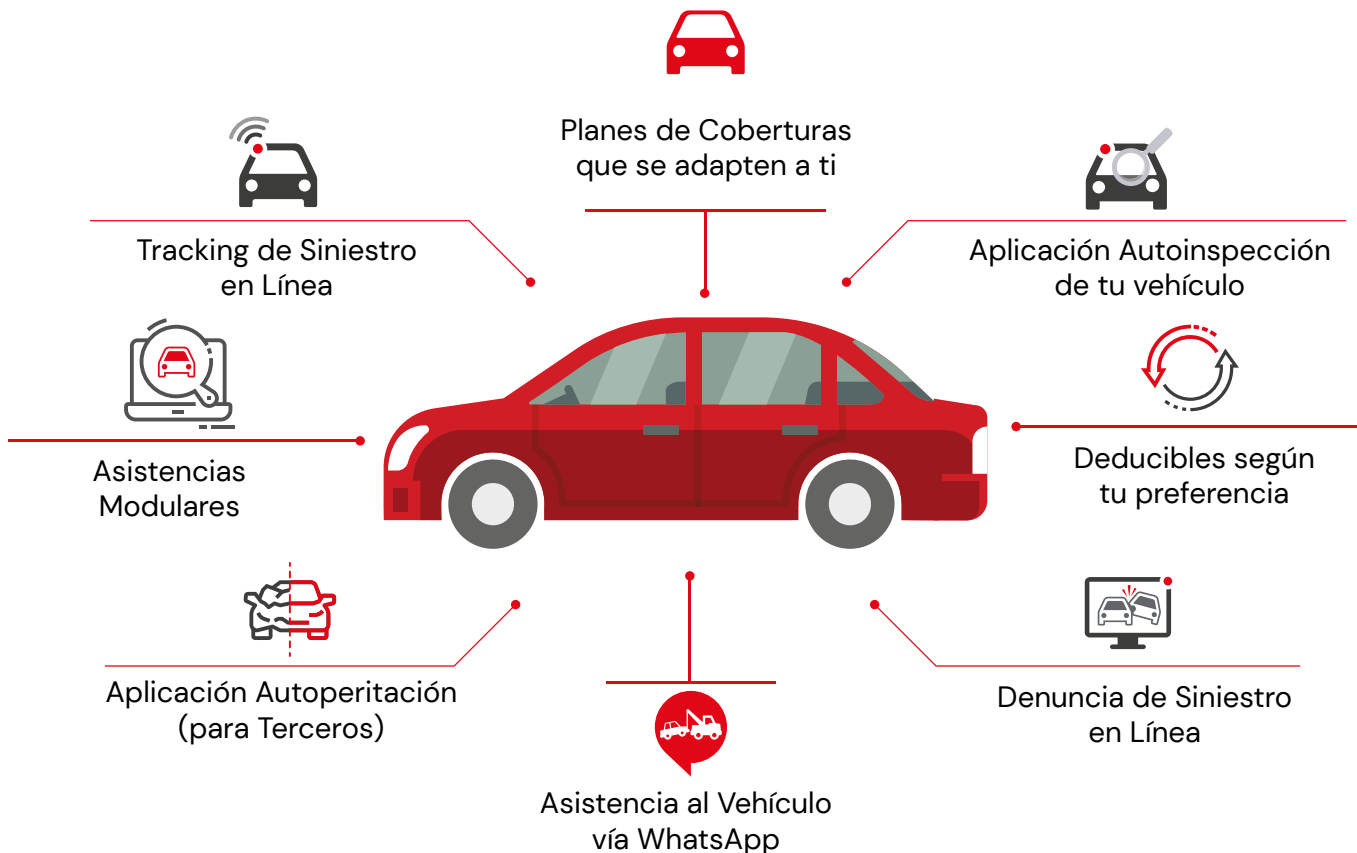 Planes de Coberturas
que se adapten a ti
Tracking de Siniestro
en Línea
Aplicación Autoinspección
de tu vehículo
Asistencias
Modulares
Deducibles según
tu preferencia
Aplicación Autoperitación
(para Terceros)
Denuncia de Siniestro
en Línea
Asistencia al Vehículo
vía WhatsApp